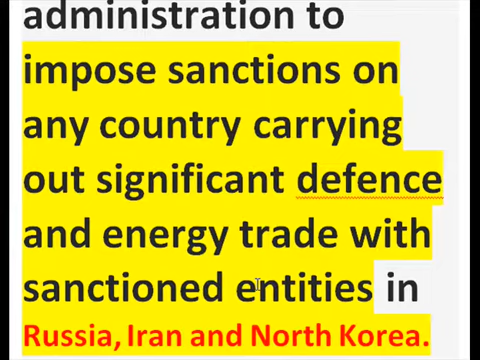 administration to
impose sanctions on
any country carrying
out significant defence
and energy trade with
sanctioned entities in
Russia, Iran and North Korea.